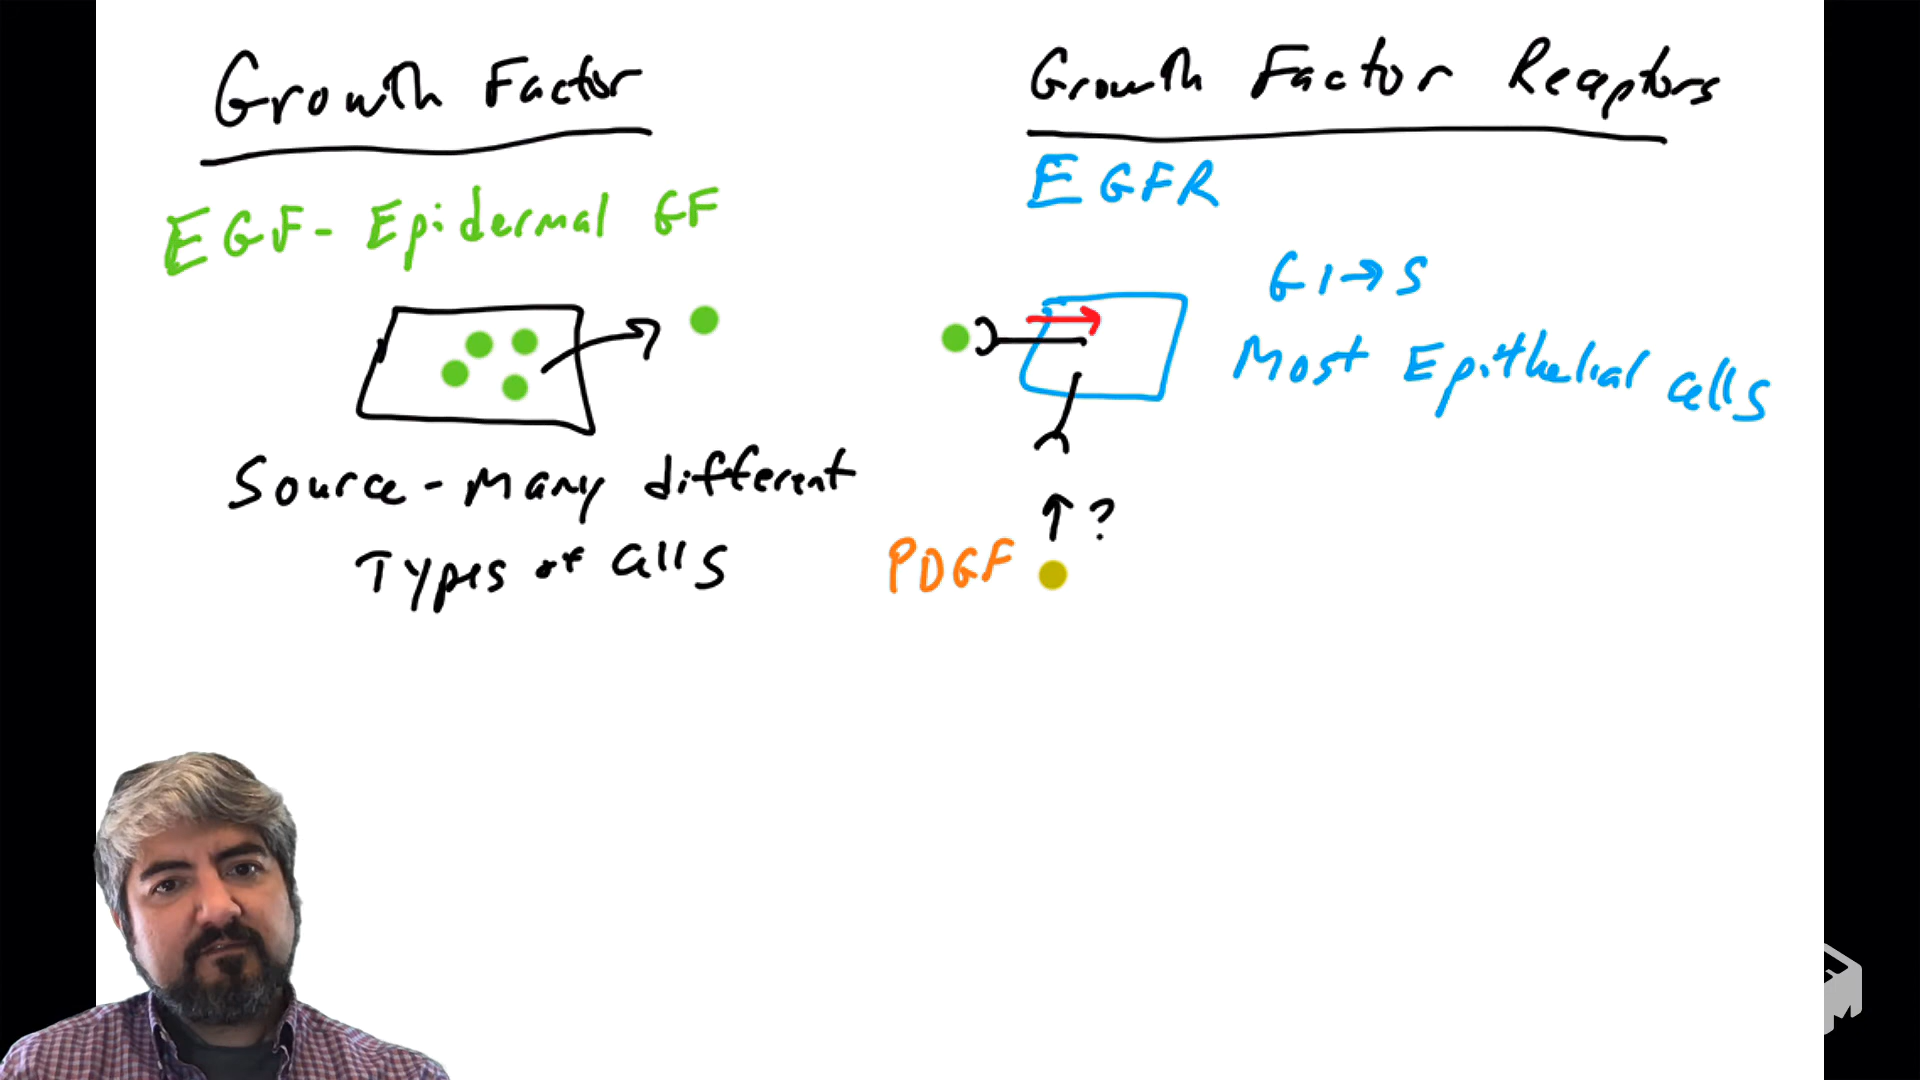 Growth Factor
EGF - Epidermal GF
Source - Many different
Types of cells
Growth Factor Receptors
EGFR
G1→S
Most Epithelial cells
↑?
PDGF
M